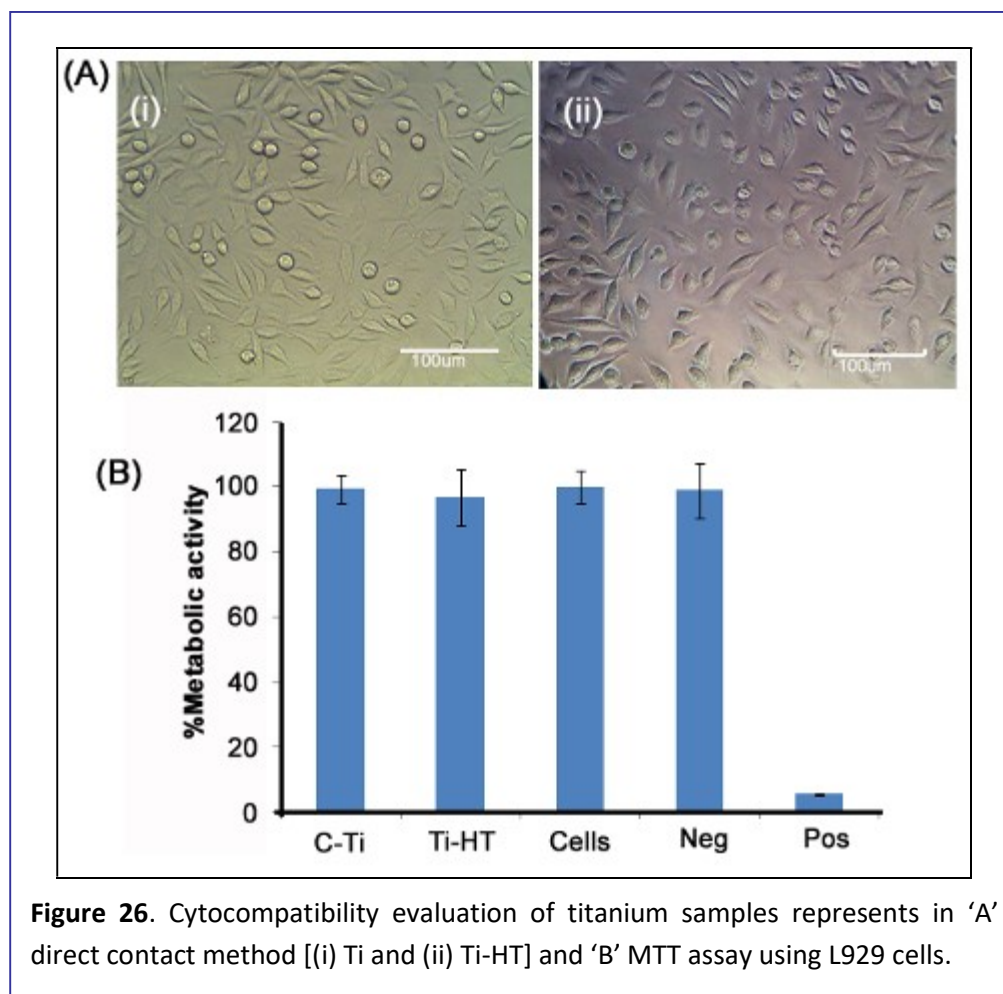 (A)
(i)
(ii)
100um
100µm
(B)
%Metabolic activity
120
100
80
60
40
20
0
C-Ti Ti-HT Cells Neg Pos
Figure 26. Cytocompatibility evaluation of titanium samples represents in ‘A’
direct contact method [(i) Ti and (ii) Ti-HT] and ‘B’ MTT assay using L929 cells.